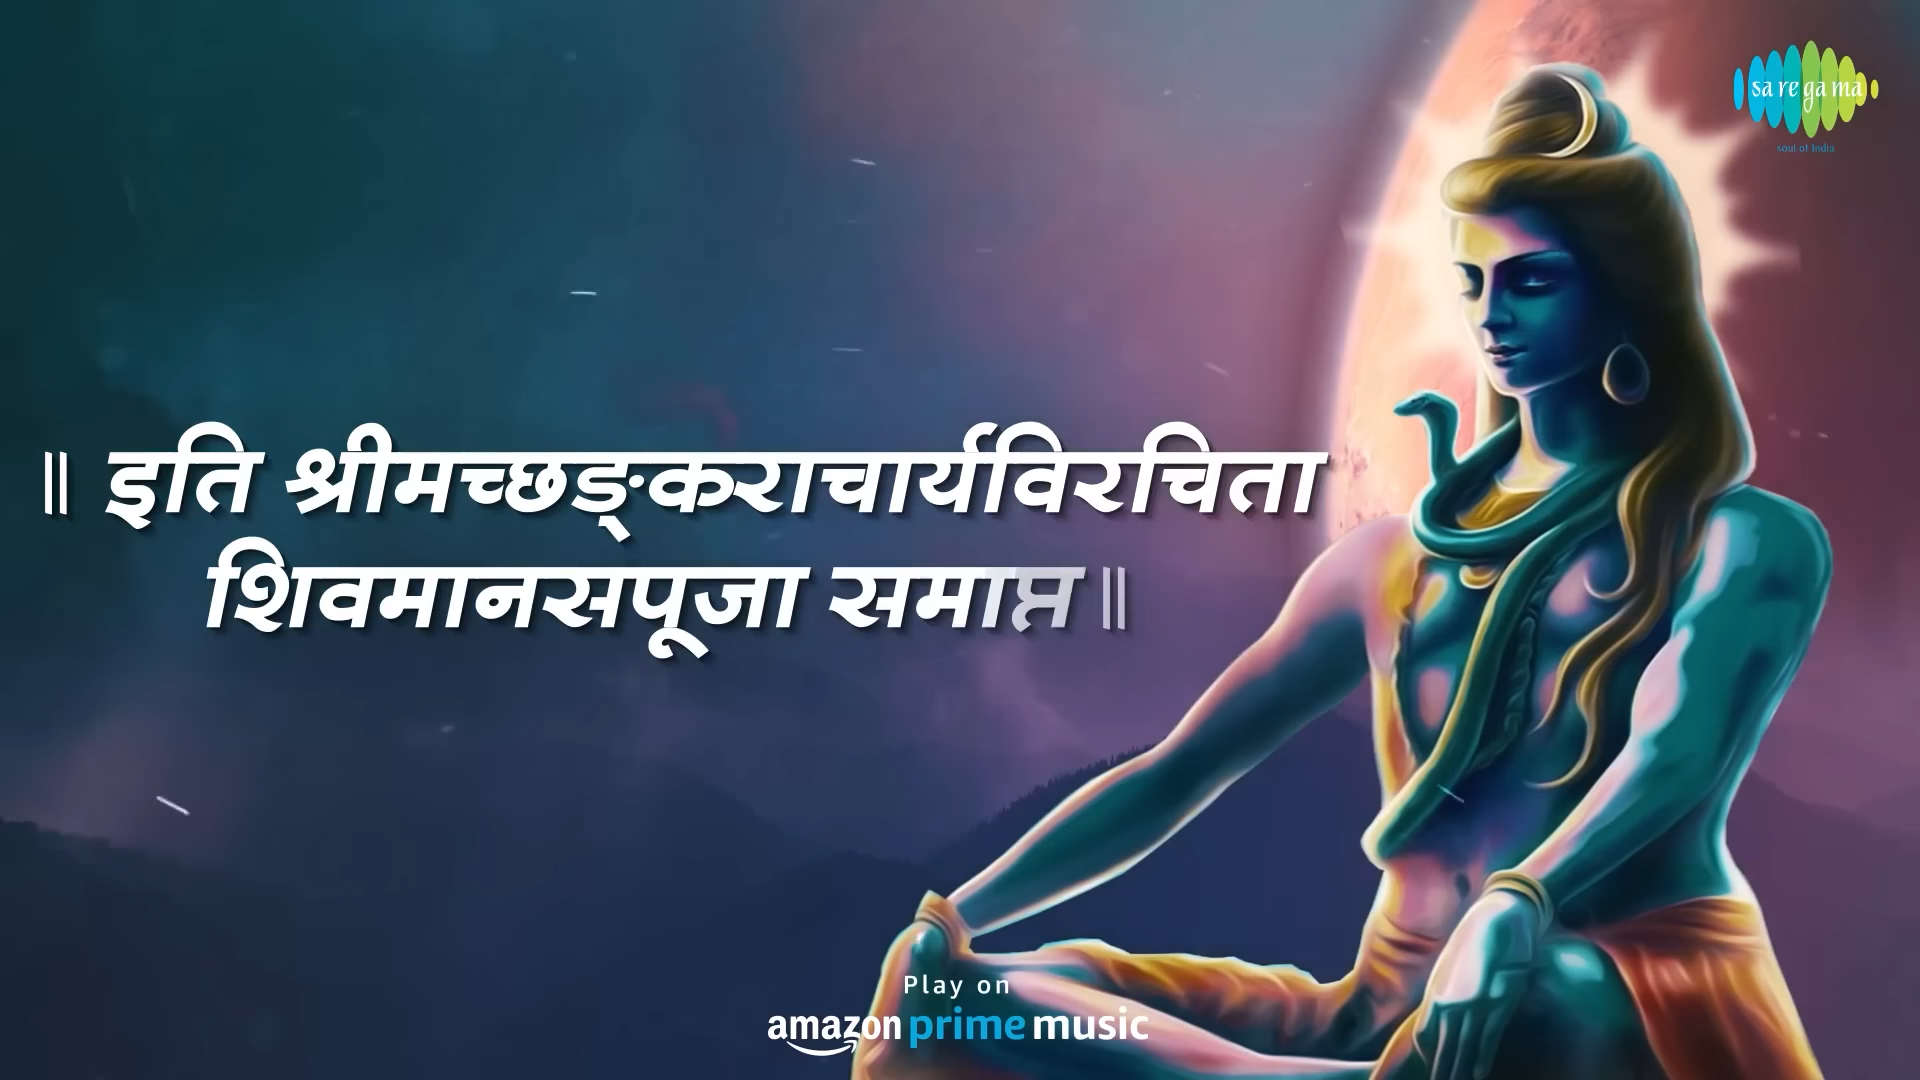 sa re ga ma
soul of India
॥ इति श्रीमच्छङ्कराचार्यविरचिता
शिवमानसपूजा समाप्त॥
Play on
amazon prime music